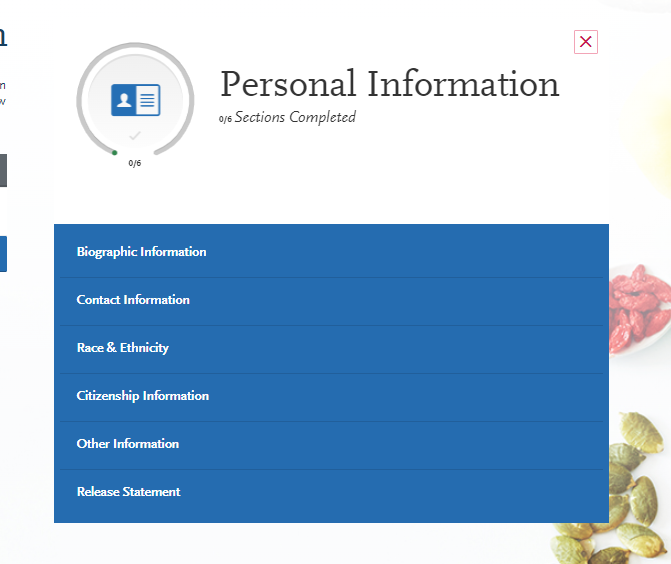 Personal Information
0/6 Sections Completed
0/6
Biographic Information
Contact Information
Race & Ethnicity
Citizenship Information
Other Information
Release Statement